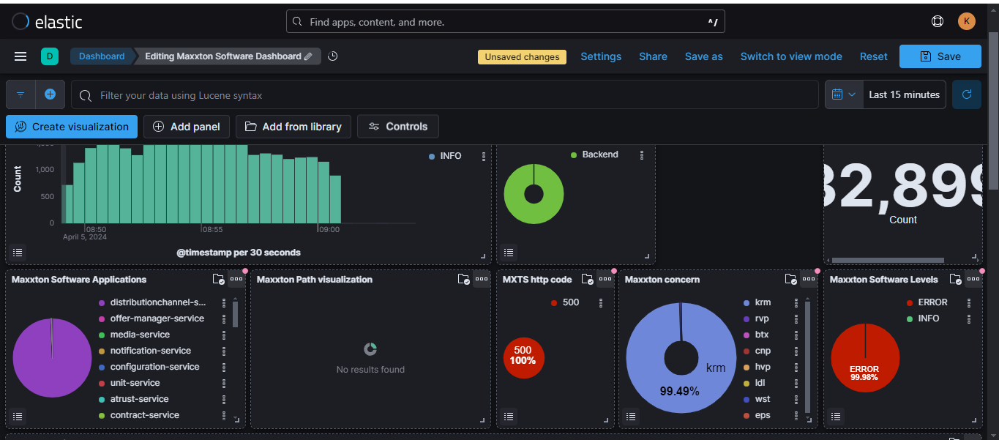 elastic
Find apps, content, and more.
^/
K
D
Dashboard
Editing Maxxton Software Dashboard
Unsaved changes
Settings
Share
Save as
Switch to view mode
Reset
Save
Filter your data using Lucene syntax
Last 15 minutes
Create visualization
Add panel
Add from library
Controls
Count
1,000
500
0
08:50
08:55
09:00
April 5, 2024
@timestamp per 30 seconds
INFO
Backend
32,899
Count
Maxxton Software Applications
distributionchannel-s...
offer-manager-service
media-service
notification-service
configuration-service
unit-service
atrust-service
contract-service
Maxxton Path visualization
No results found
MXTS http code
500
500
100%
Maxxton concern
krm
rvp
btx
cnp
hvp
ldl
wst
eps
krm
99.49%
Maxxton Software Levels
ERROR
INFO
ERROR
99.98%